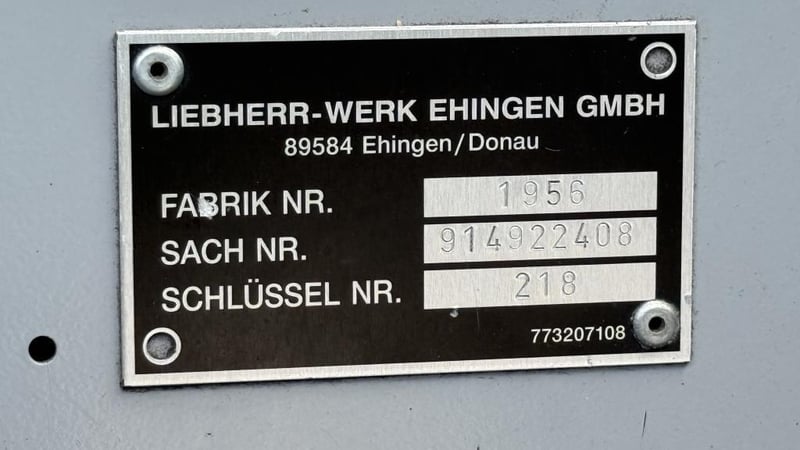 LIEBHERR-WERK EHINGEN GMBH
89584 Ehingen/Donau
FABRIK NR. 1956
SACH NR. 914922408
SCHLÜSSEL NR. 218
773207108